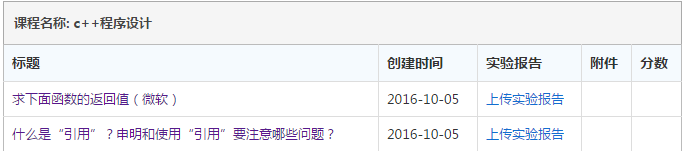 课程名称: c++程序设计
标题 创建时间 实验报告 附件 分数
求下面函数的返回值（微软） 2016-10-05 上传实验报告
什么是“引用”？申明和使用“引用”要注意哪些问题？ 2016-10-05 上传实验报告